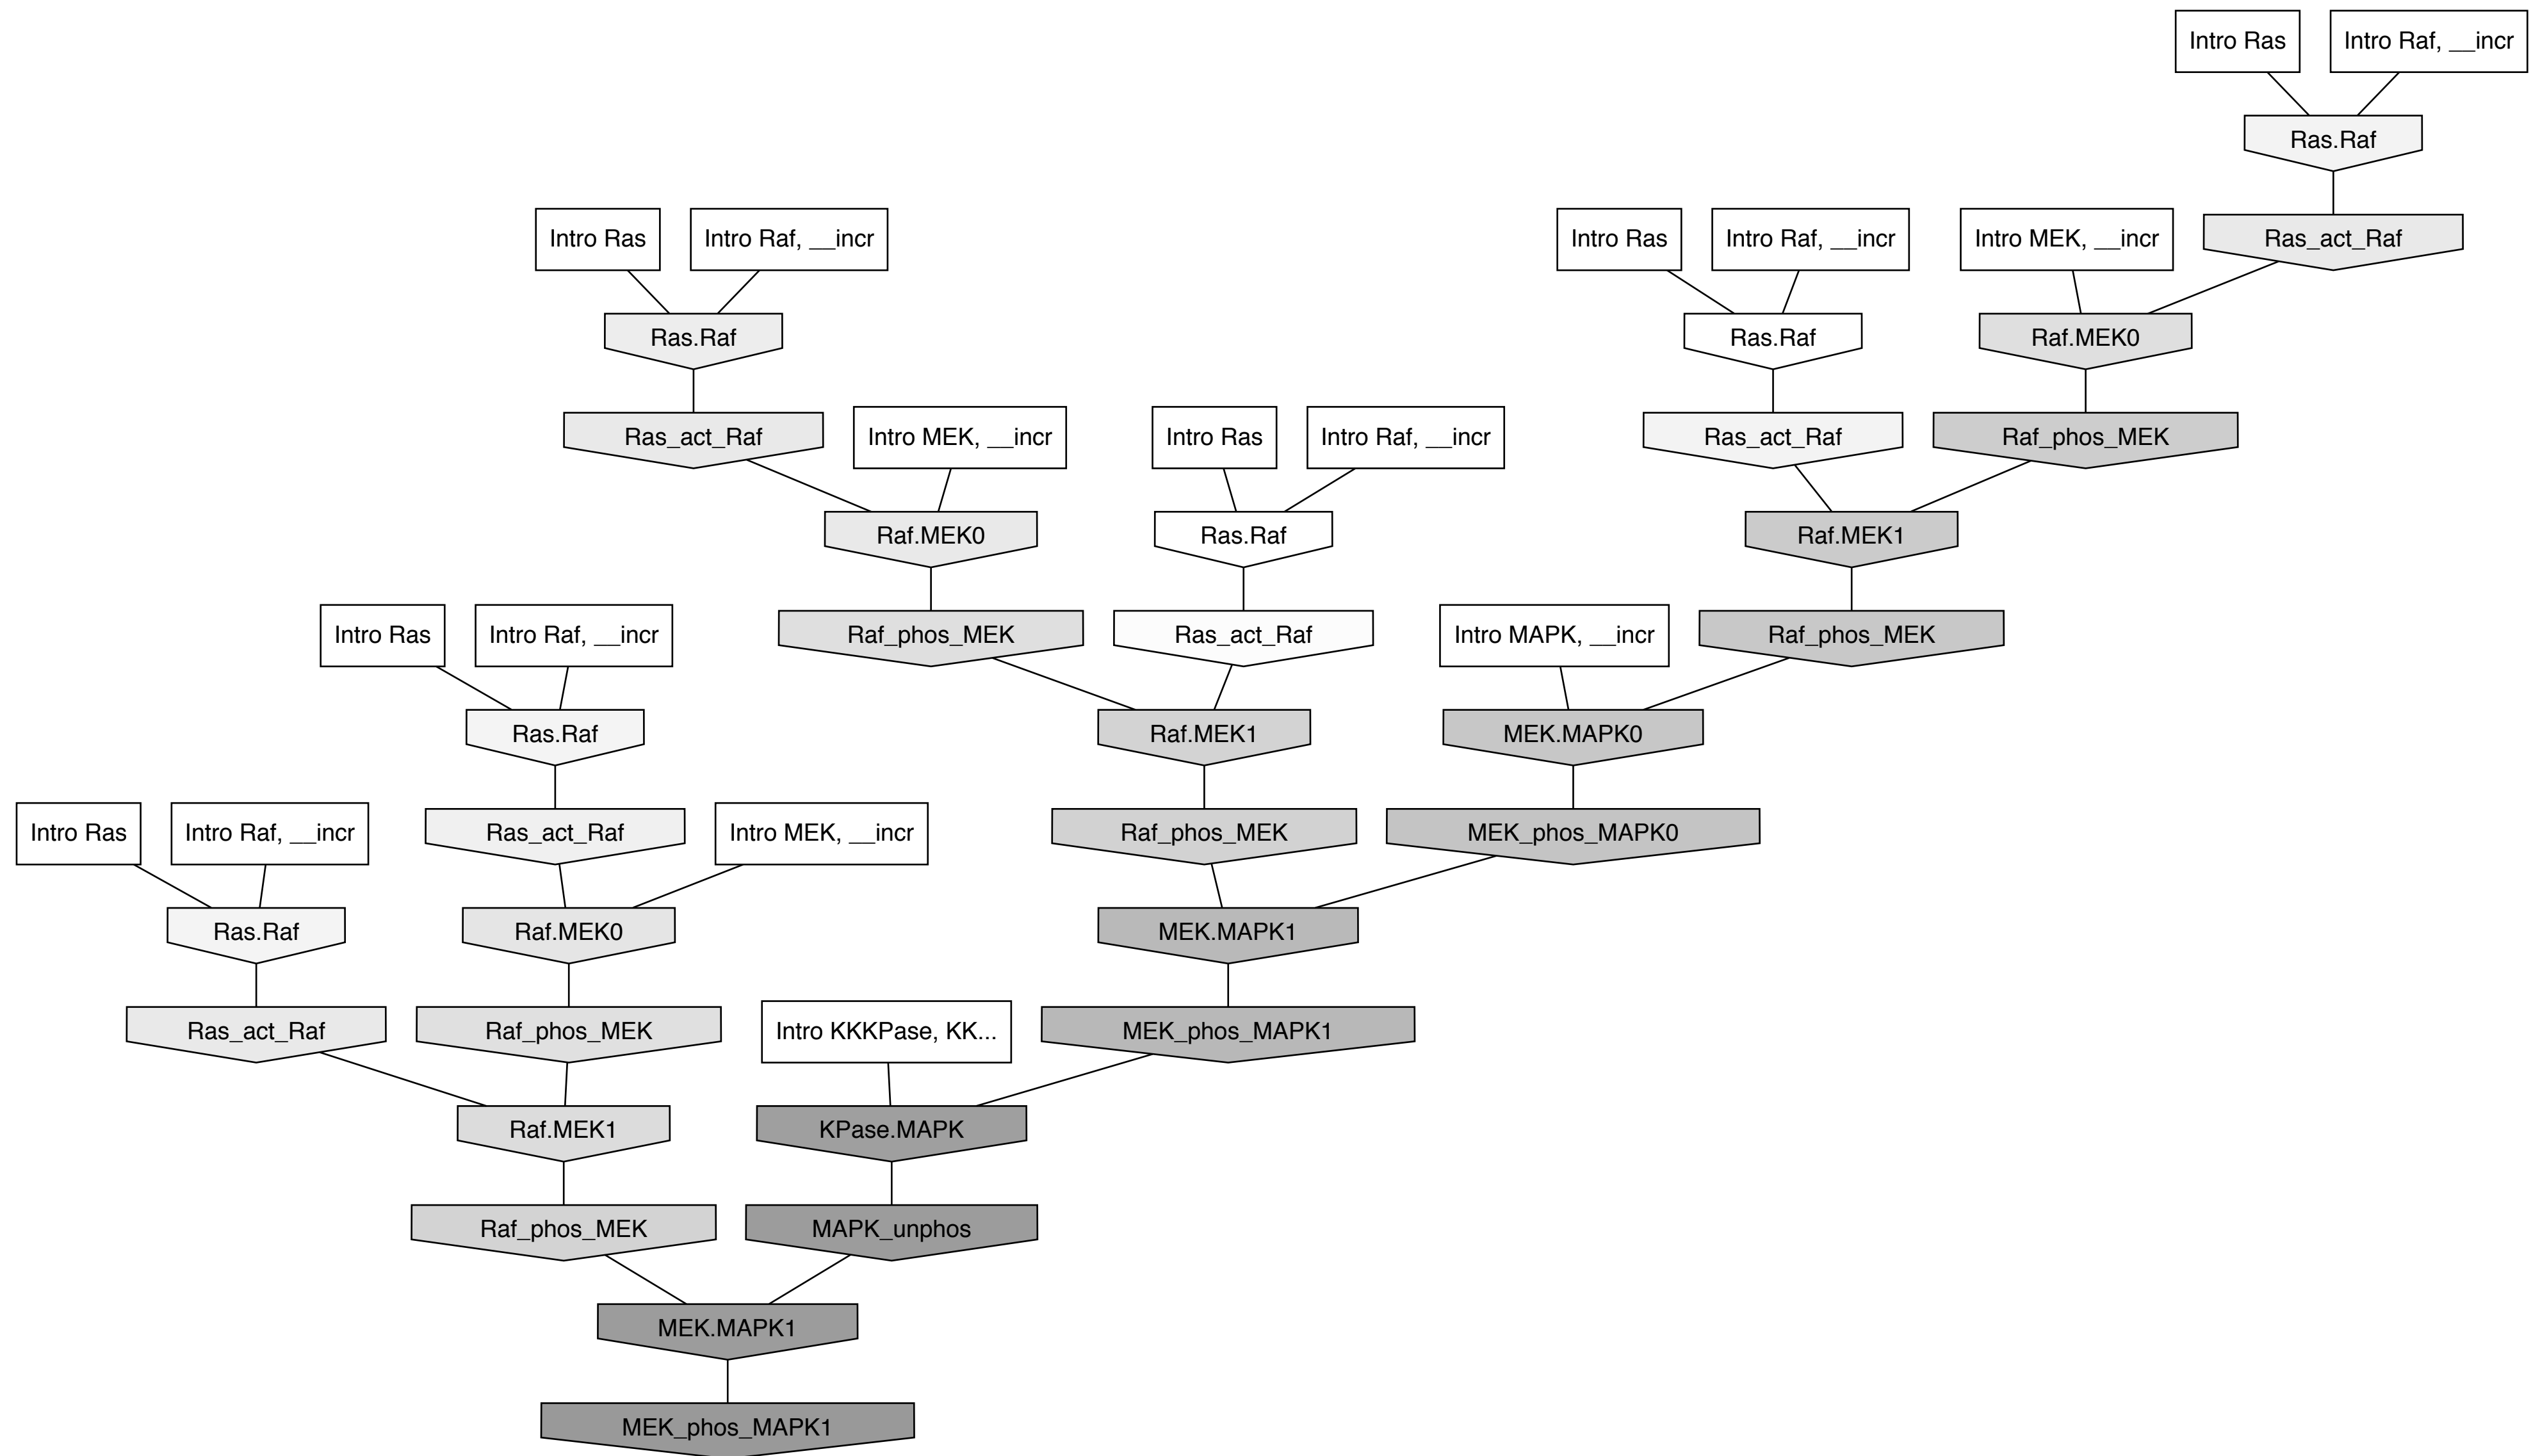 Intro Ras
Intro Raf, __incr
Ras.Raf
Intro Ras
Intro Raf, __incr
Intro Ras
Intro Raf, __incr
Intro MEK, __incr
Ras_act_Raf
Ras.Raf
Ras.Raf
Raf.MEK0
Ras_act_Raf
Intro MEK, __incr
Intro Ras
Intro Raf, __incr
Ras_act_Raf
Raf_phos_MEK
Raf.MEK0
Ras.Raf
Raf.MEK1
Intro Ras
Intro Raf, __incr
Raf_phos_MEK
Ras_act_Raf
Intro MAPK, __incr
Raf_phos_MEK
Ras.Raf
Raf.MEK1
MEK.MAPK0
Intro Ras
Intro Raf, __incr
Ras_act_Raf
Intro MEK, __incr
Raf_phos_MEK
MEK_phos_MAPK0
Ras.Raf
Raf.MEK0
MEK.MAPK1
Ras_act_Raf
Raf_phos_MEK
Intro KKKPase, KK...
MEK_phos_MAPK1
Raf.MEK1
KPase.MAPK
Raf_phos_MEK
MAPK_unphos
MEK.MAPK1
MEK_phos_MAPK1